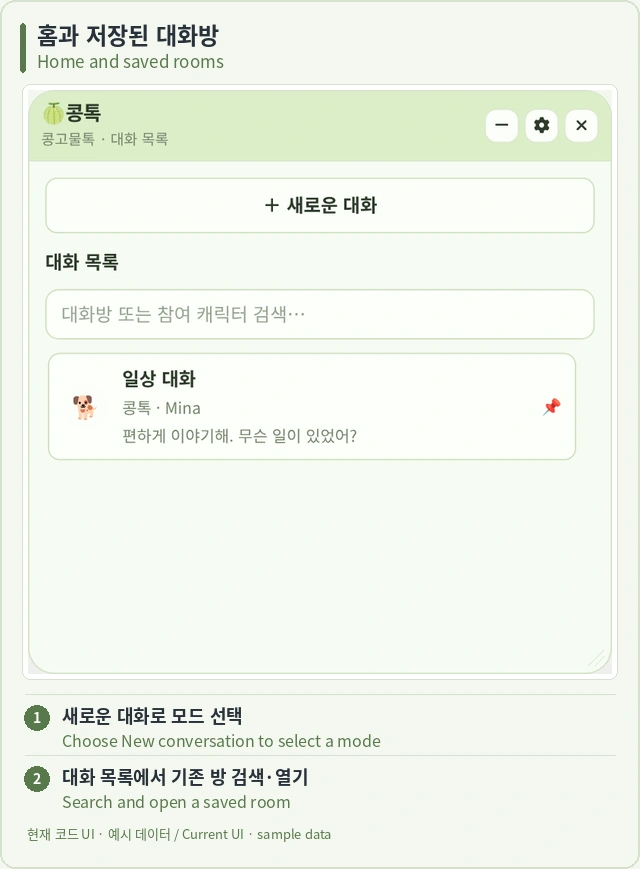 홈과 저장된 대화방
Home and saved rooms
콩톡
콩고물톡 · 대화 목록
+ 새로운 대화
대화 목록
대화방 또는 참여 캐릭터 검색…
일상 대화
콩톡 · Mina
편하게 이야기해. 무슨 일이 있었어?
1 새로운 대화로 모드 선택
Choose New conversation to select a mode
2 대화 목록에서 기존 방 검색·열기
Search and open a saved room
현재 코드 UI · 예시 데이터 / Current UI · sample data